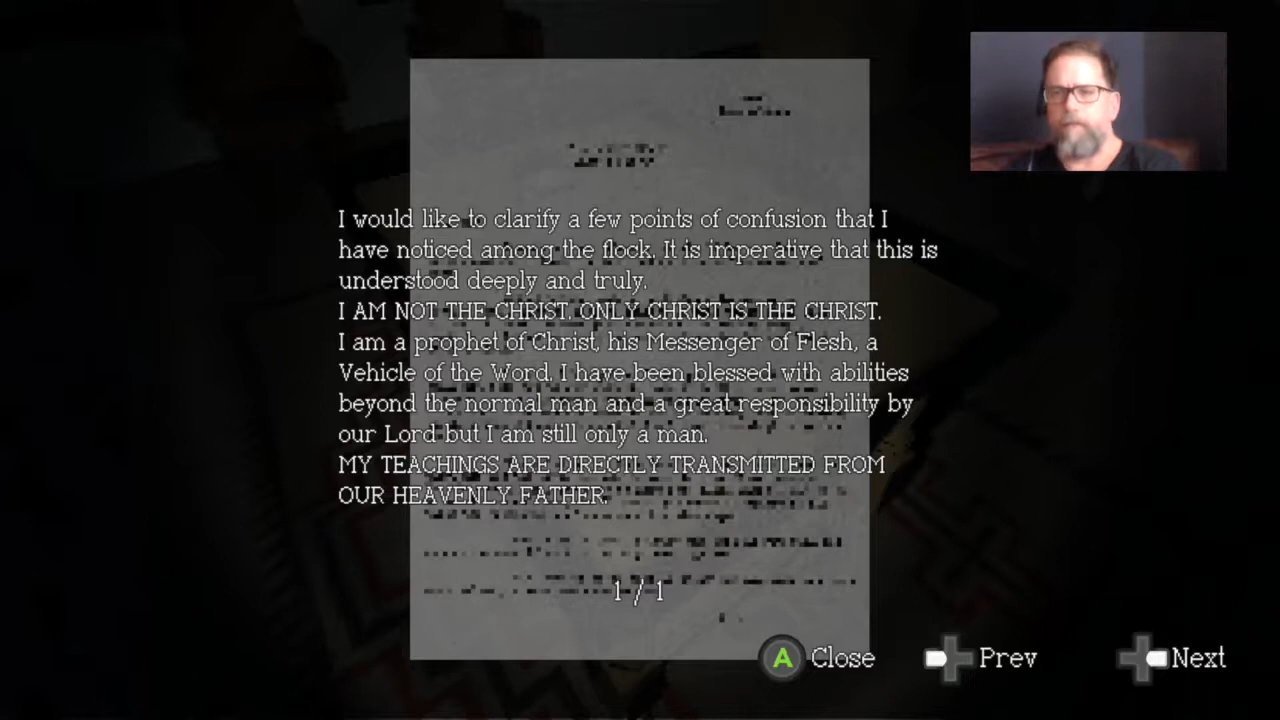 I would like to clarify a few points of confusion that I
have noticed among the flock. It is imperative that this is
understood deeply and truly.
I AM NOT THE CHRIST. ONLY CHRIST IS THE CHRIST.
I am a prophet of Christ, his Messenger of Flesh, a
Vehicle of the Word. I have been blessed with abilities
beyond the normal man and a great responsibility by
our Lord but I am still only a man.
MY TEACHINGS ARE DIRECTLY TRANSMITTED FROM
OUR HEAVENLY FATHER.
1 / 1
A Close
Prev
Next